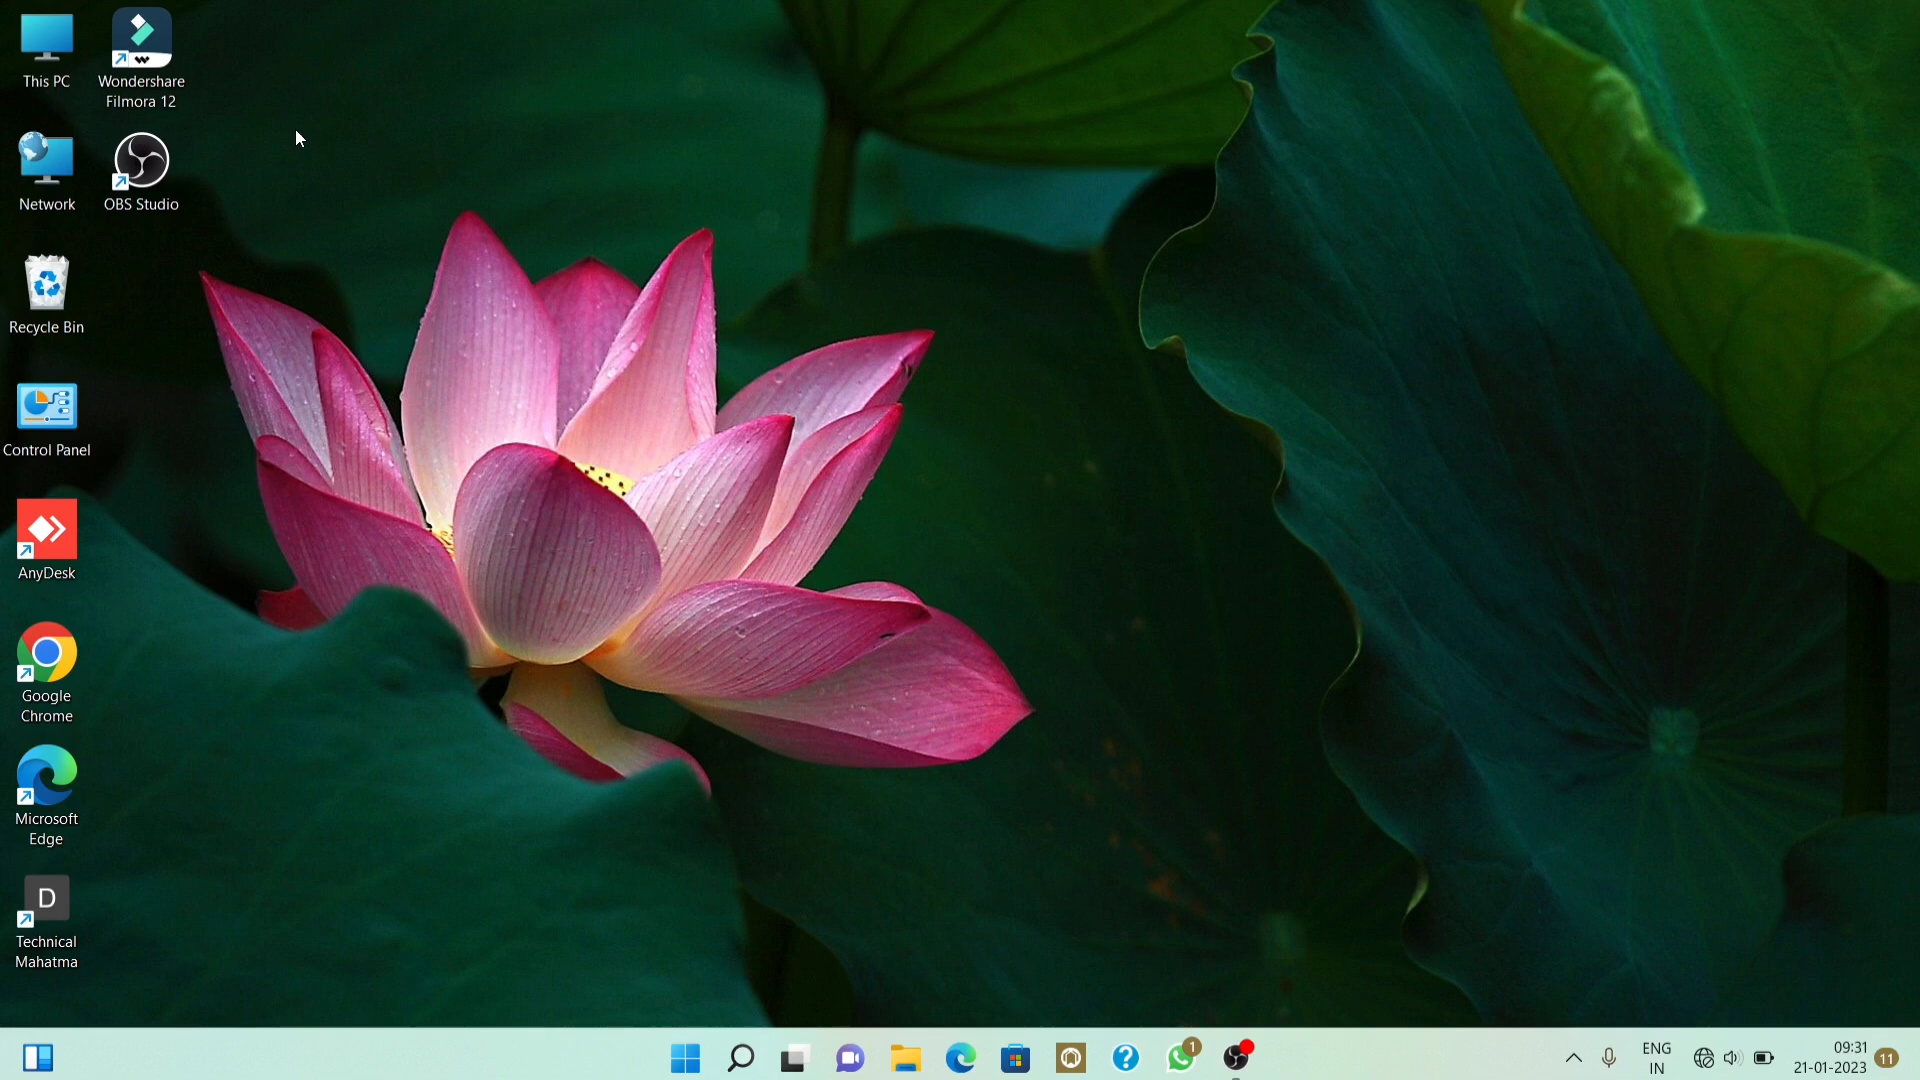 This PC
Wondershare
Filmora 12
Network
OBS Studio
Recycle Bin
Control Panel
AnyDesk
Google
Chrome
Microsoft
Edge
D
Technical
Mahatma
1
ENG
IN
09:31
21-01-2023
11